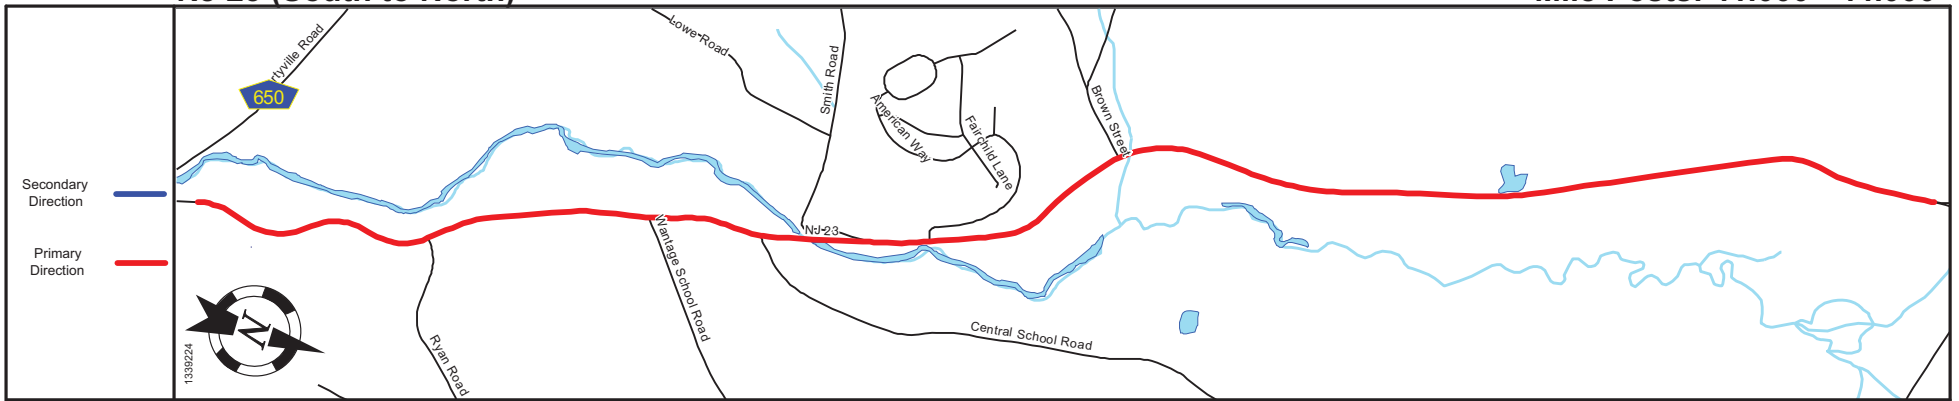 Secondary
Direction
Primary
Direction
650
Lowe Road
Smith Road
American Way
Fairchild Lane
Brown Street
NJ 23
Wantage School Road
Ryan Road
Central School Road
N
1339224